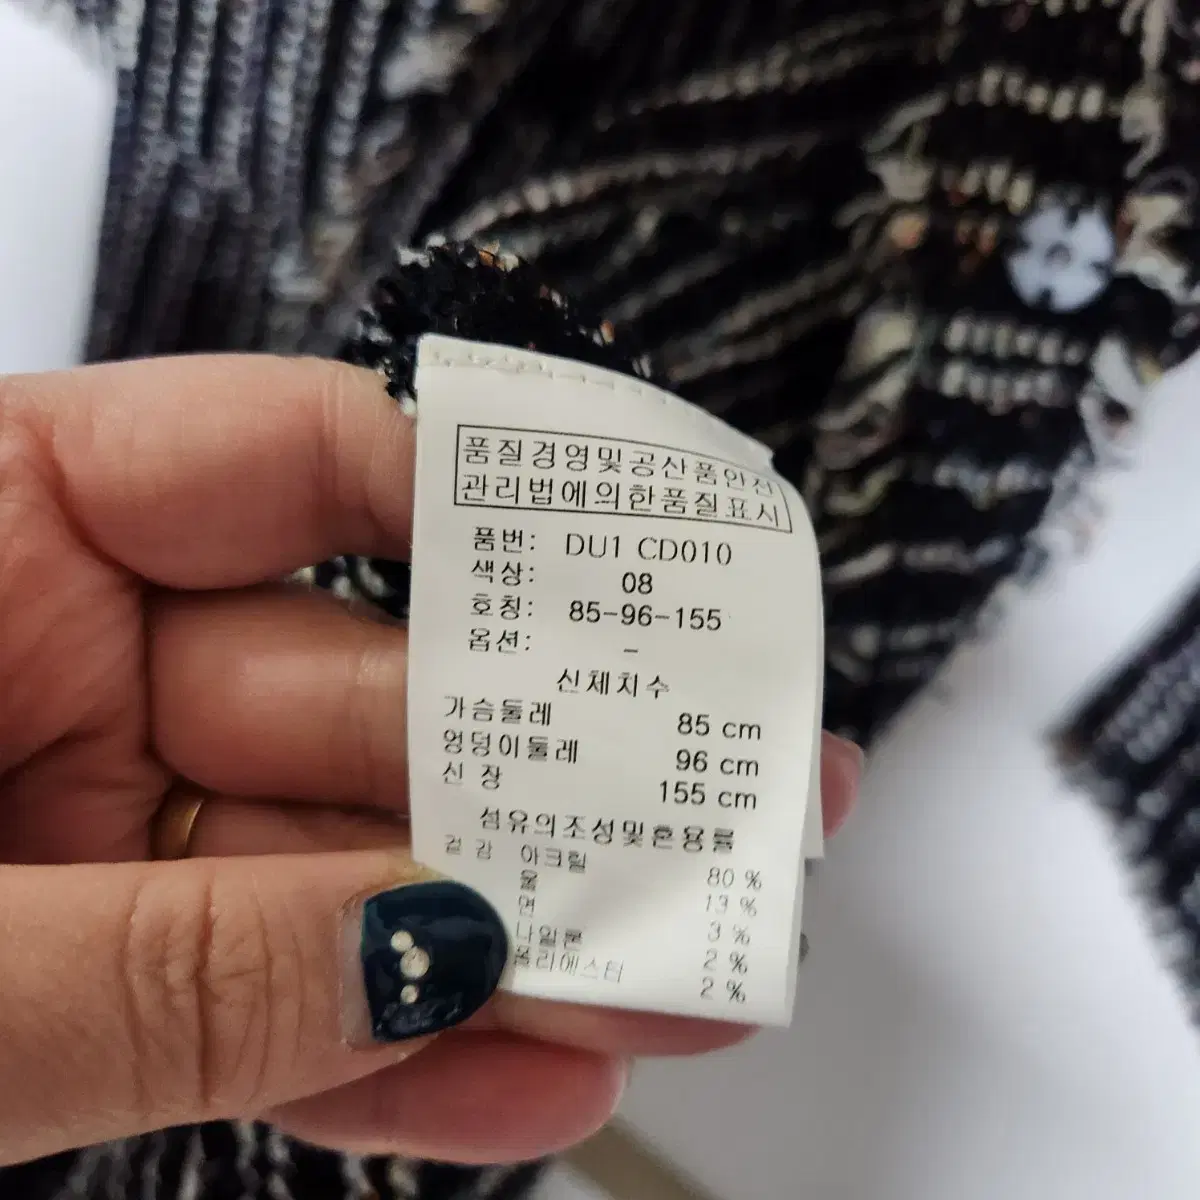 품질경영및공산품안전
관리법에의한품질표시
품번: DU1 CD010
색상: 08
호칭: 85-96-155
옵션: -
신체치수
가슴둘레 85 cm
엉덩이둘레 96 cm
신 장 155 cm
섬유의조성및혼용률
겉감 아크릴 80 %
울 13 %
면 3 %
나일론 2 %
폴리에스터 2 %